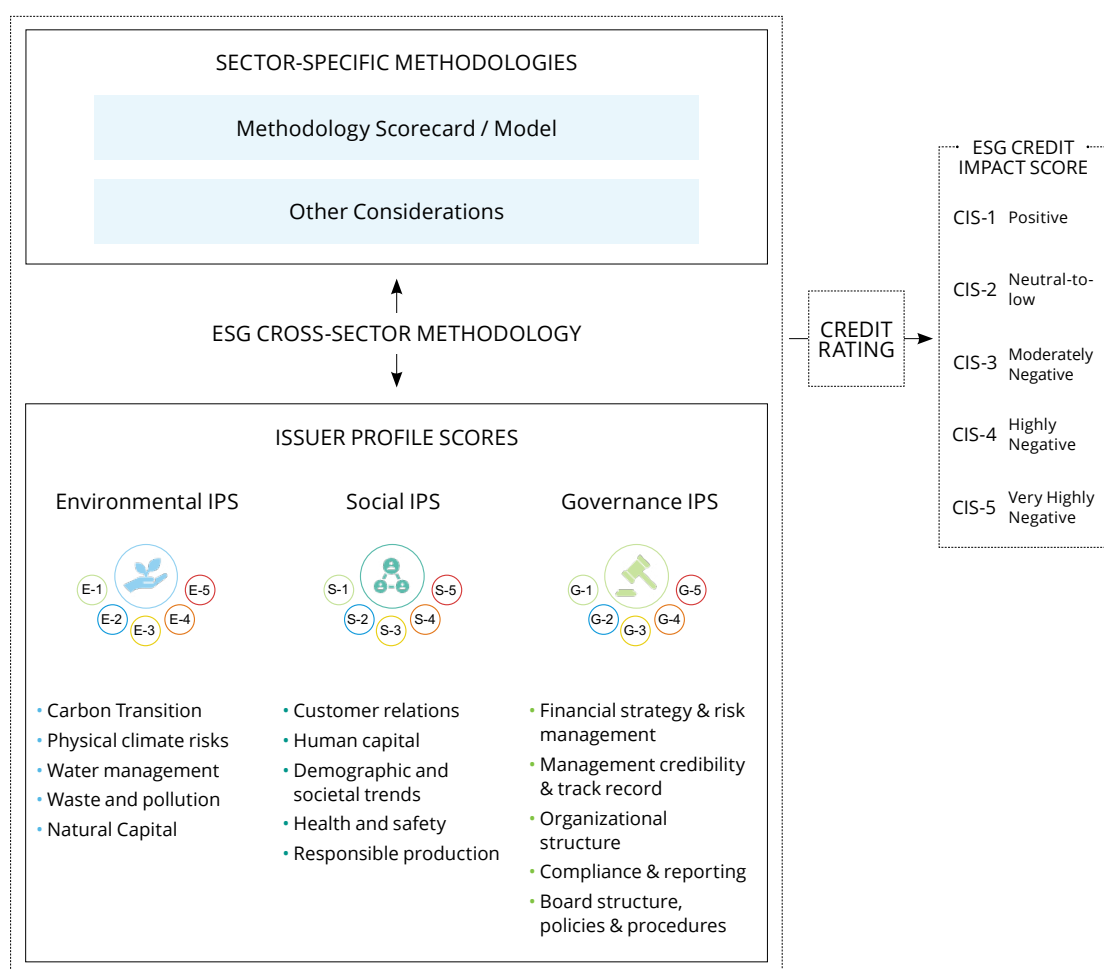 SECTOR-SPECIFIC METHODOLOGIES
Methodology Scorecard / Model
Other Considerations
ESG CROSS-SECTOR METHODOLOGY
ISSUER PROFILE SCORES
Environmental IPS
E-1
E-2
E-3
E-4
E-5
• Carbon Transition
• Physical climate risks
• Water management
• Waste and pollution
• Natural Capital
Social IPS
S-1
S-2
S-3
S-4
S-5
• Customer relations
• Human capital
• Demographic and
societal trends
• Health and safety
• Responsible production
Governance IPS
G-1
G-2
G-3
G-4
G-5
• Financial strategy & risk
management
• Management credibility
& track record
• Organizational
structure
• Compliance & reporting
• Board structure,
policies & procedures
CREDIT
RATING
ESG CREDIT
IMPACT SCORE
CIS-1 Positive
CIS-2 Neutral-to-
low
CIS-3 Moderately
Negative
CIS-4 Highly
Negative
CIS-5 Very Highly
Negative